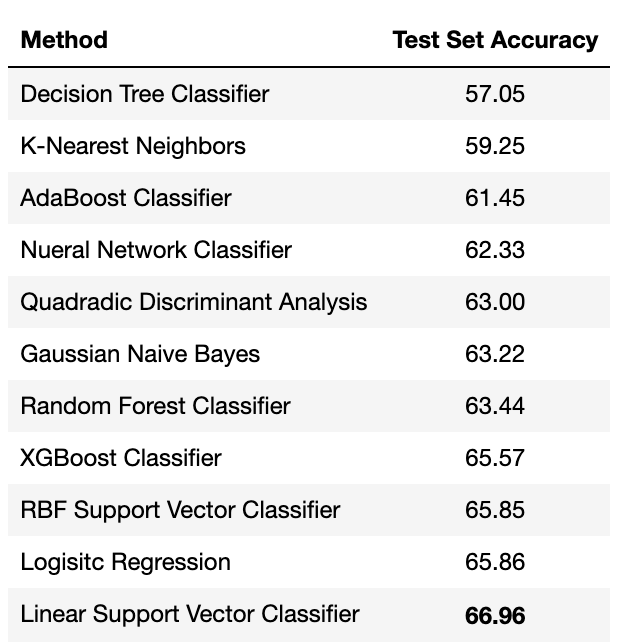 Method Test Set Accuracy
Decision Tree Classifier 57.05
K-Nearest Neighbors 59.25
AdaBoost Classifier 61.45
Nueral Network Classifier 62.33
Quadradic Discriminant Analysis 63.00
Gaussian Naive Bayes 63.22
Random Forest Classifier 63.44
XGBoost Classifier 65.57
RBF Support Vector Classifier 65.85
Logisitc Regression 65.86
Linear Support Vector Classifier 66.96